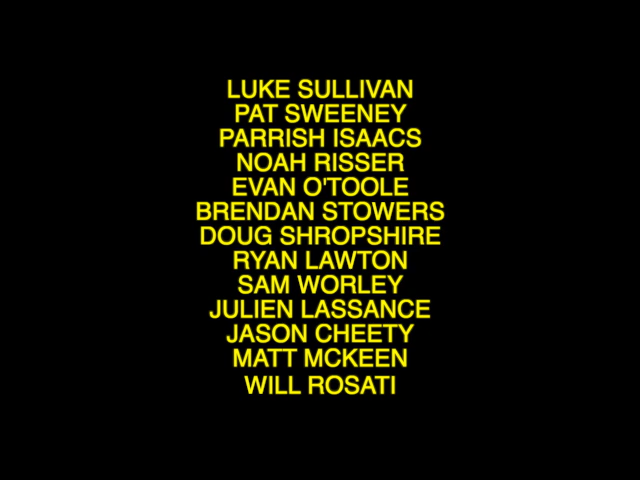 LUKE SULLIVAN
PAT SWEENEY
PARRISH ISAACS
NOAH RISSER
EVAN O'TOOLE
BRENDAN STOWERS
DOUG SHROPSHIRE
RYAN LAWTON
SAM WORLEY
JULIEN LASSANCE
JASON CHEETY
MATT MCKEEN
WILL ROSATI